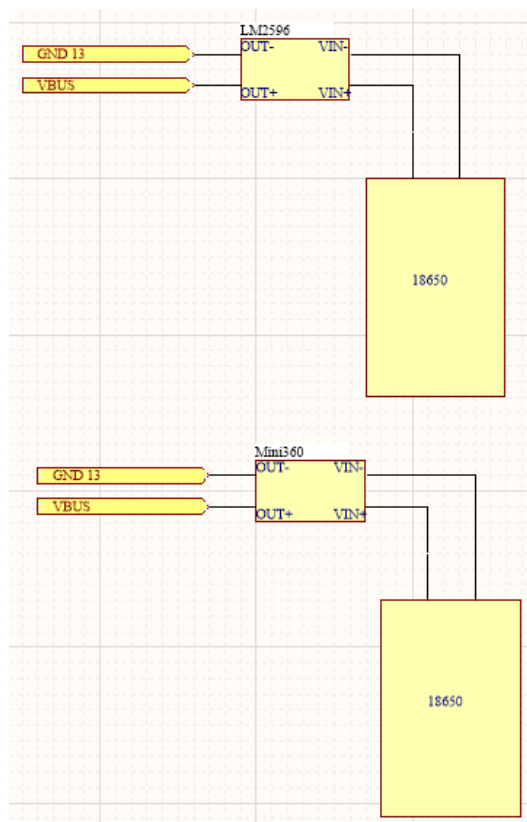 LM2596
GND 13
OUT- VIN-
VBUS
OUT+ VIN+
18650
Mini360
GND 13
OUT- VIN-
VBUS
OUT+ VIN+
18650